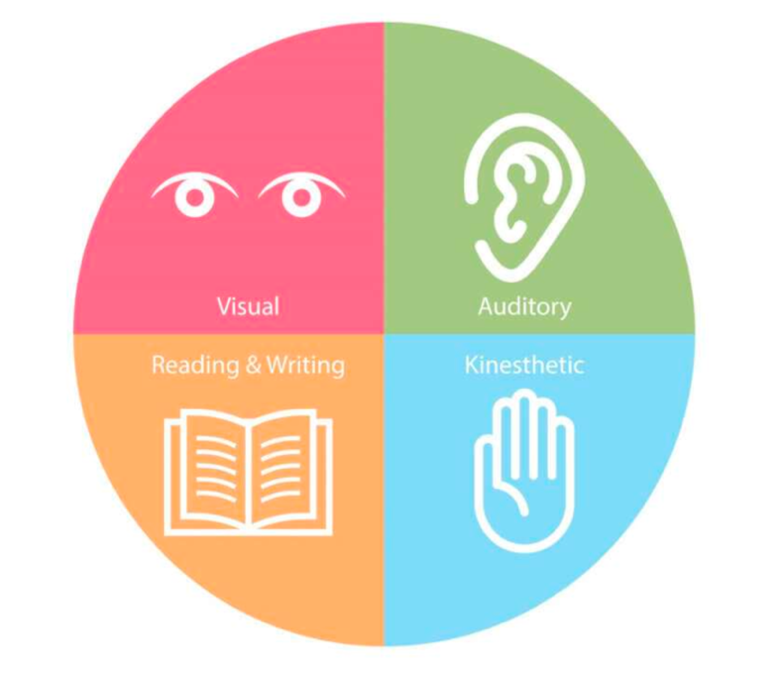 Visual
Auditory
Reading & Writing
Kinesthetic